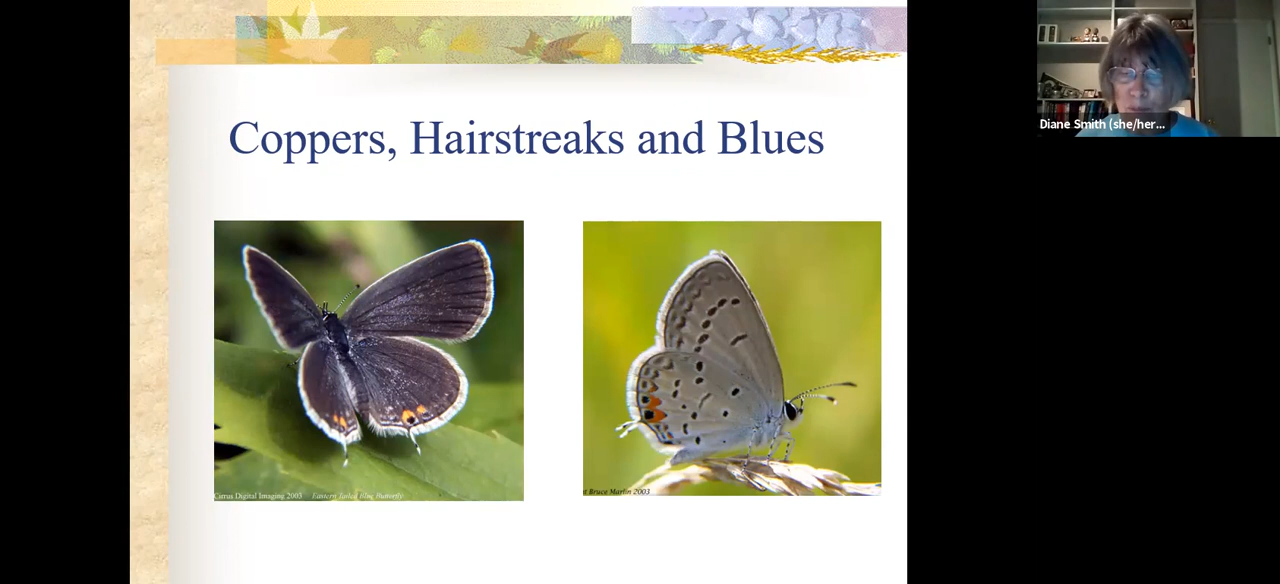 Coppers, Hairstreaks and Blues
Diane Smith (she/her...
Cirrus Digital Imaging 2003 Eastern Tailed Blue Butterfly
t Bruce Martin 2003